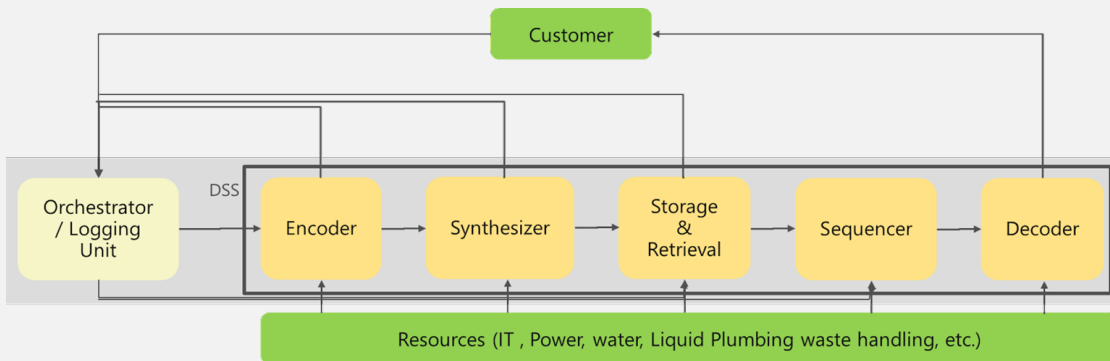 Customer
DSS
Orchestrator
/ Logging
Unit
Encoder
Synthesizer
Storage
&
Retrieval
Sequencer
Decoder
Resources (IT , Power, water, Liquid Plumbing waste handling, etc.)